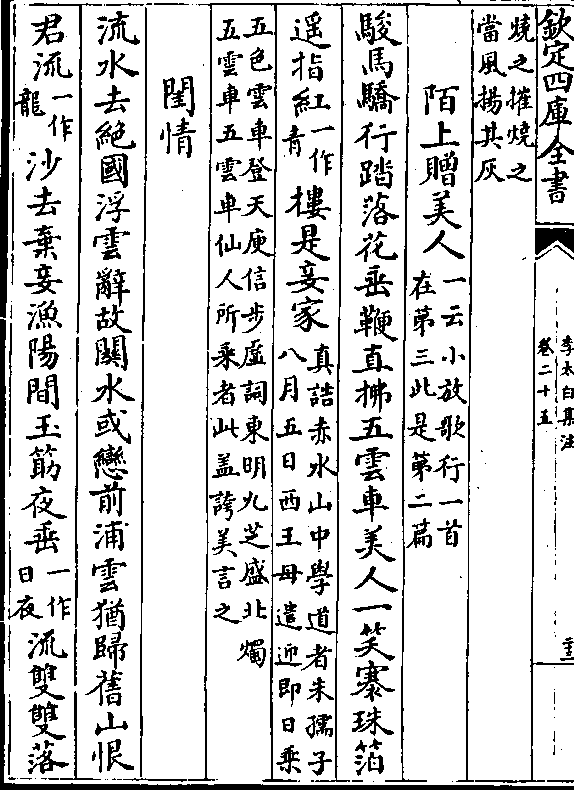 欽定四庫全書
李太白集注
卷二十五
燒之摧燒之
當風揚其灰
陌上贈美人一云小放歌行一首
在第三此是第二篇
駿馬驕行踏落花垂鞭直拂五雲車美人一笑褰珠箔
遥指紅一作
青樓是妾家真誥赤水山中學道者朱孺子
八月五日西王母遣迎即日乗
五色雲車登天庾信步虛詞東明九芝盛北燭
五雲車五雲車仙人所乗者此盖誇美言之
閨情
流水去絶國浮雲辭故關水或戀前浦雲猶歸舊山恨
君流一作
龍沙去棄妾漁陽間玉筯夜垂一作
日夜流雙雙落